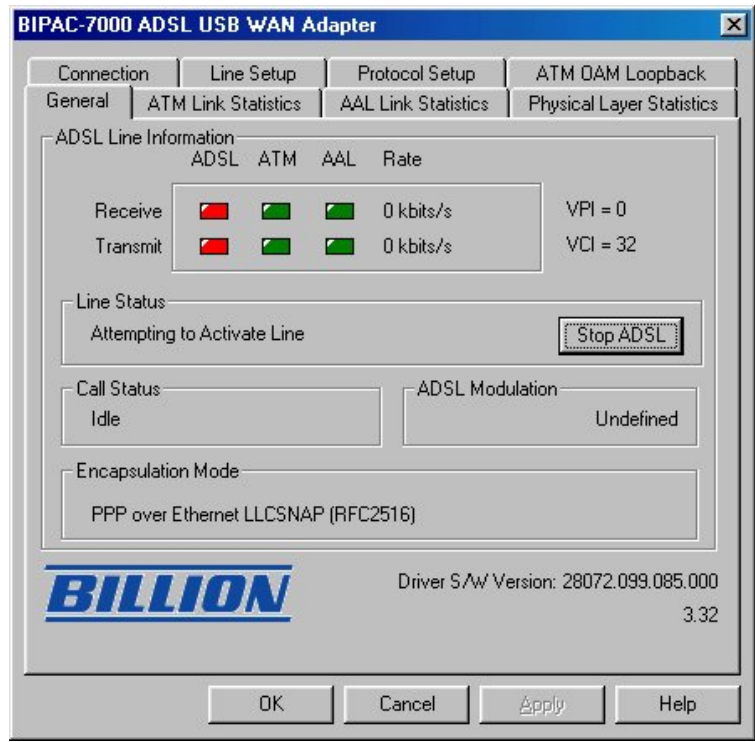 BIPAC-7000 ADSL USB WAN Adapter
Connection Line Setup Protocol Setup ATM OAM Loopback
General ATM Link Statistics AAL Link Statistics Physical Layer Statistics
ADSL Line Information
ADSL ATM AAL Rate
Receive 0 kbits/s VPI = 0
Transmit 0 kbits/s VCI = 32
Line Status
Attempting to Activate Line Stop ADSL
Call Status ADSL Modulation
Idle Undefined
Encapsulation Mode
PPP over Ethernet LLCSNAP (RFC2516)
BILLION Driver S/W Version: 28072.099.085.000
3.32
OK Cancel Apply Help